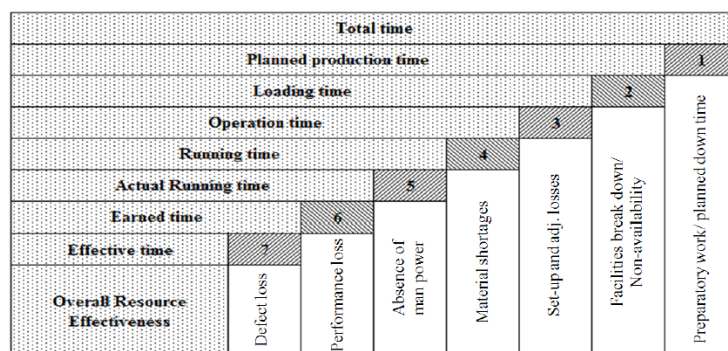 Total time
Planned production time
1
Loading time
2
Operation time
3
Running time
4
Actual Running time
5
Earned time
6
Effective time
7
Overall Resource
Effectiveness
Defect loss
Performance loss
Absence of
man power
Material shortages
Set-up and adj. losses
Facilities break down/
Non-availability
Preparatory work/ planned down time